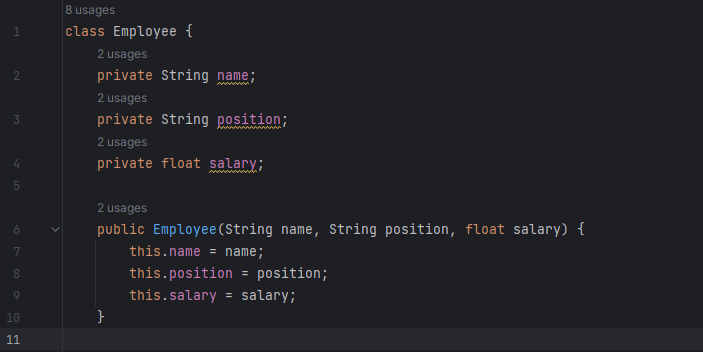 8 usages
1 class Employee {
2 usages
2 private String name;
2 usages
3 private String position;
2 usages
4 private float salary;
5
2 usages
6 public Employee(String name, String position, float salary) {
7 this.name = name;
8 this.position = position;
9 this.salary = salary;
10 }
11